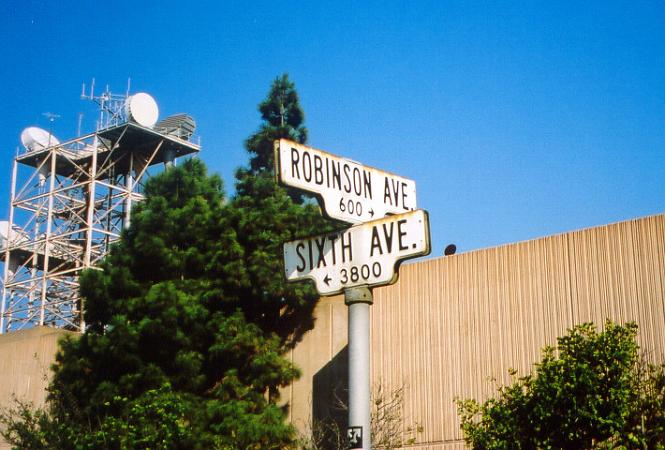 ROBINSON AVE.
600 →
SIXTH AVE.
← 3800